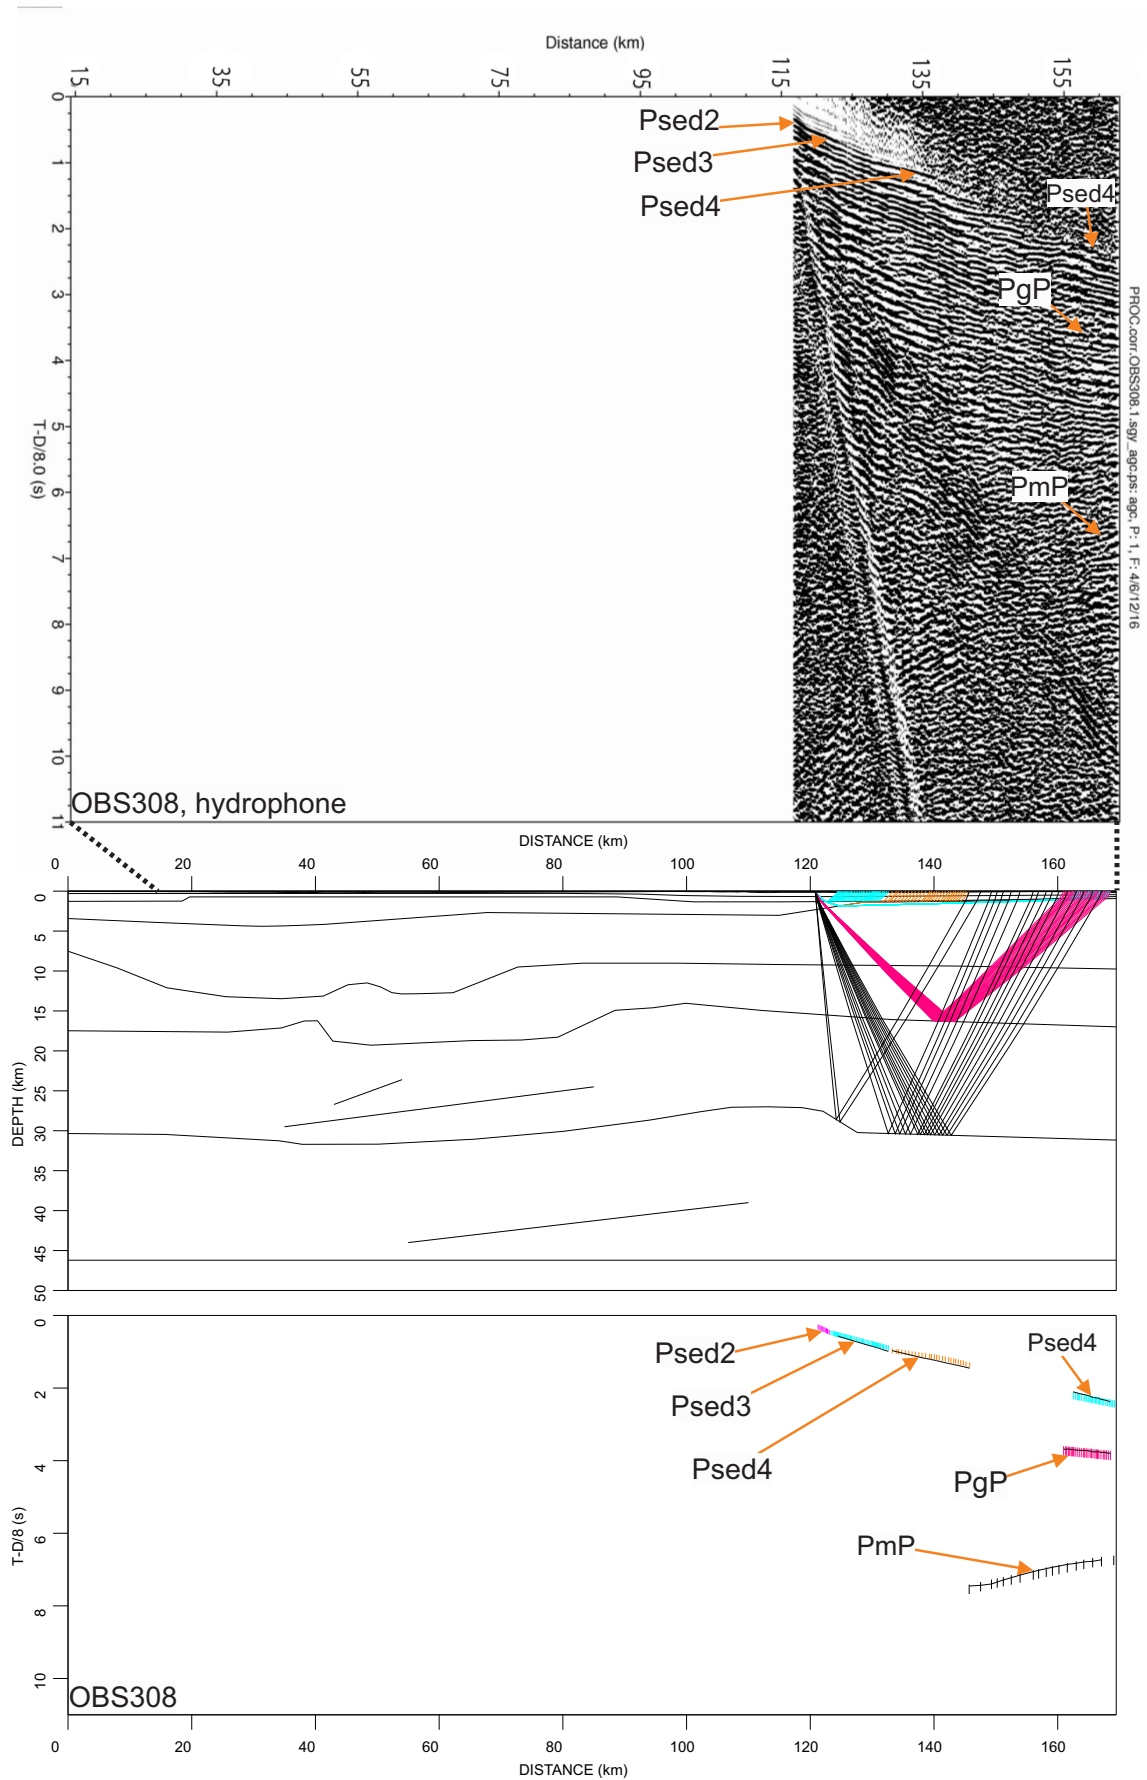 Distance (km)
15 35 55 75 95 115 135 155
0
Psed2
1
Psed3
Psed4
Psed4
2
PgP
3
4
5
T-D/8.0 (s)
PmP
6
7
8
9
10
11
PROC.corr.OBS308.1.sgy_agc.ps: agc, P: 1, F: 4/6/12/16
OBS308, hydrophone
DISTANCE (km)
0 20 40 60 80 100 120 140 160
0
5
10
15
20
25
30
35
40
45
50
DEPTH (km)
0
Psed2
Psed4
Psed3
2
Psed4
PgP
4
PmP
6
T-D/8 (s)
8
10
OBS308
0 20 40 60 80 100 120 140 160
DISTANCE (km)